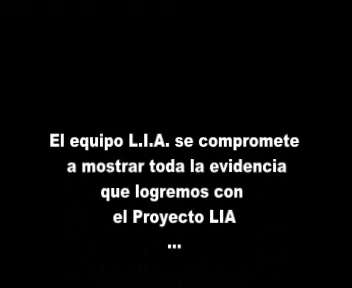 El equipo L.I.A. se compromete
a mostrar toda la evidencia
que logremos con
el Proyecto LIA
...